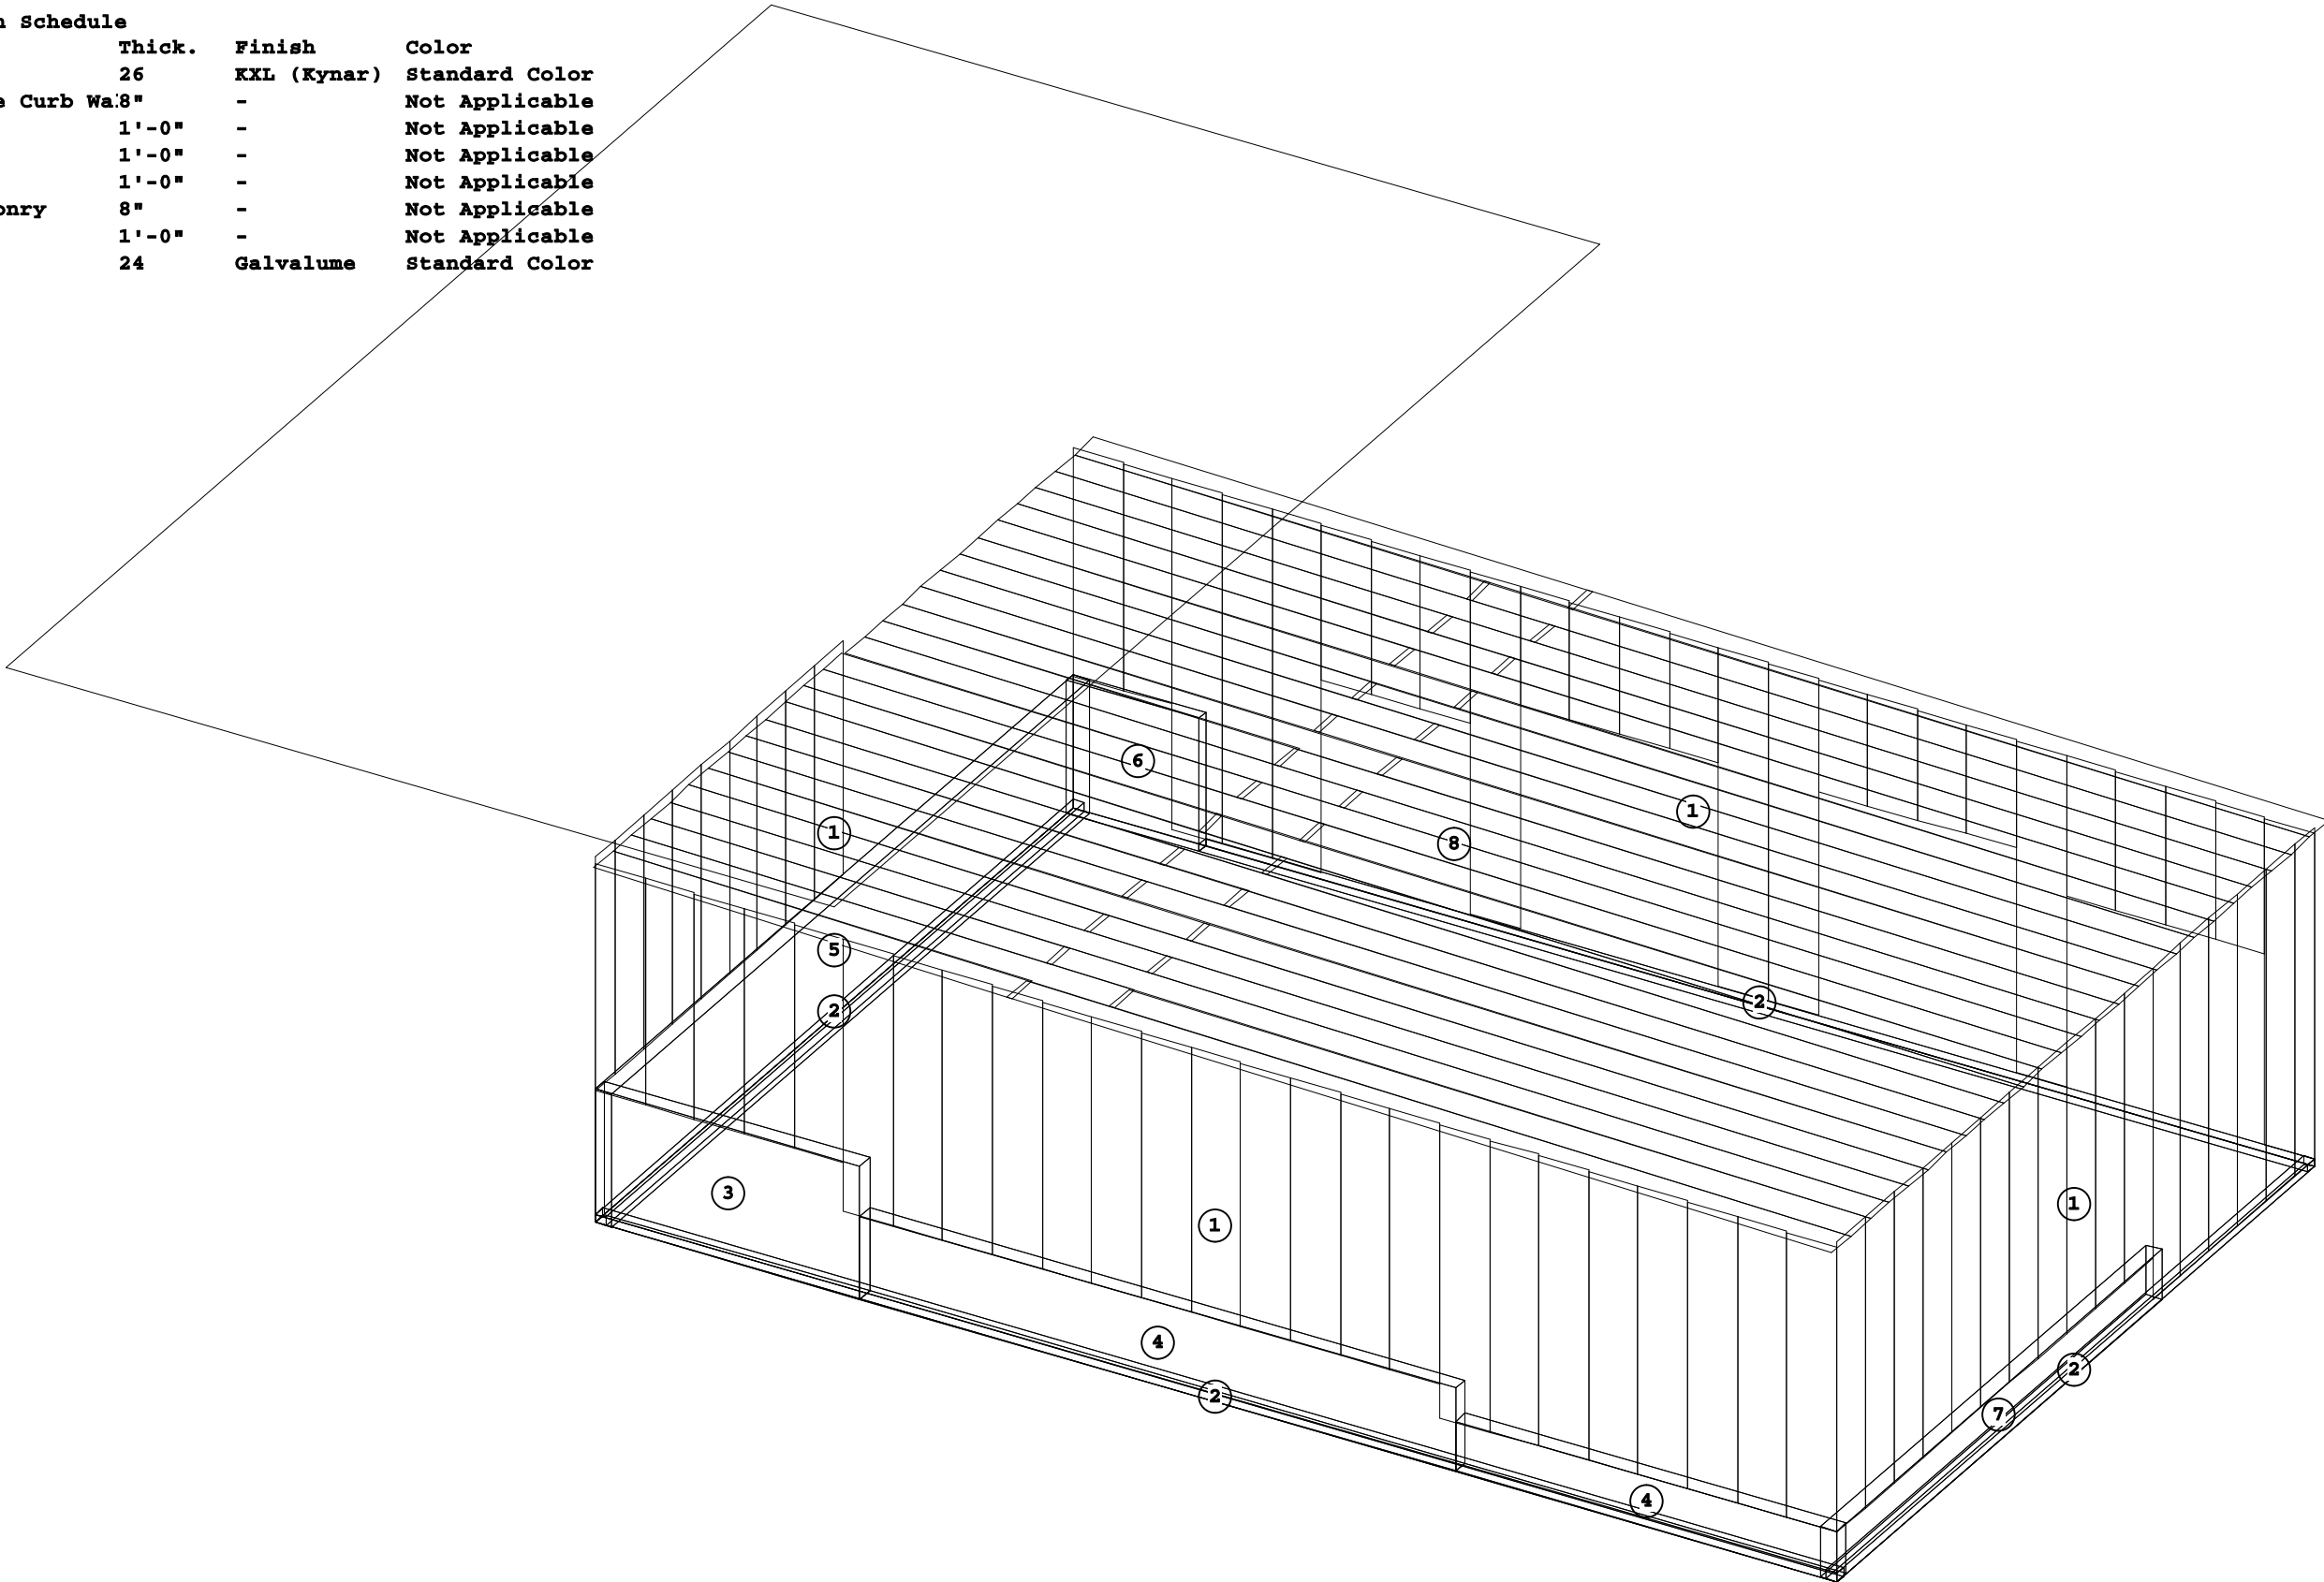 n Schedule
Thick. Finish Color
26 KXL (Kynar) Standard Color
e Curb Wal 8" - Not Applicable
1'-0" - Not Applicable
1'-0" - Not Applicable
1'-0" - Not Applicable
onry 8" - Not Applicable
1'-0" - Not Applicable
24 Galvalume Standard Color
6
1
1
8
5
2
2
3
1
1
4
2
2
7
4